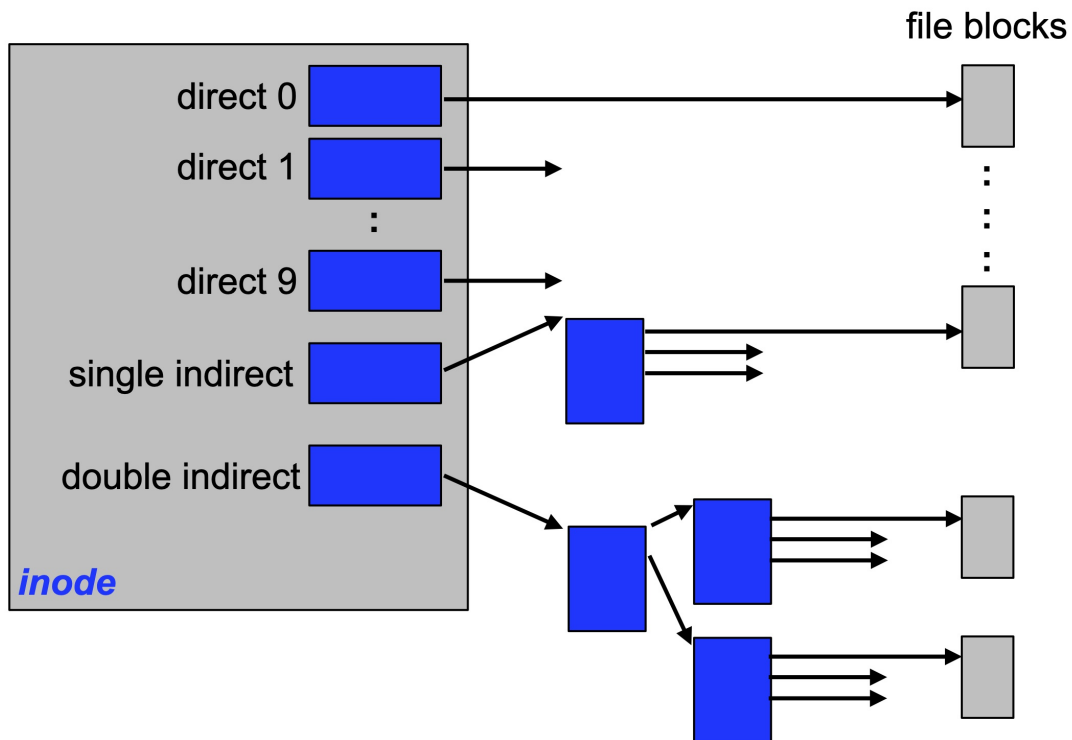 file blocks
direct 0
direct 1
:
direct 9
single indirect
double indirect
inode